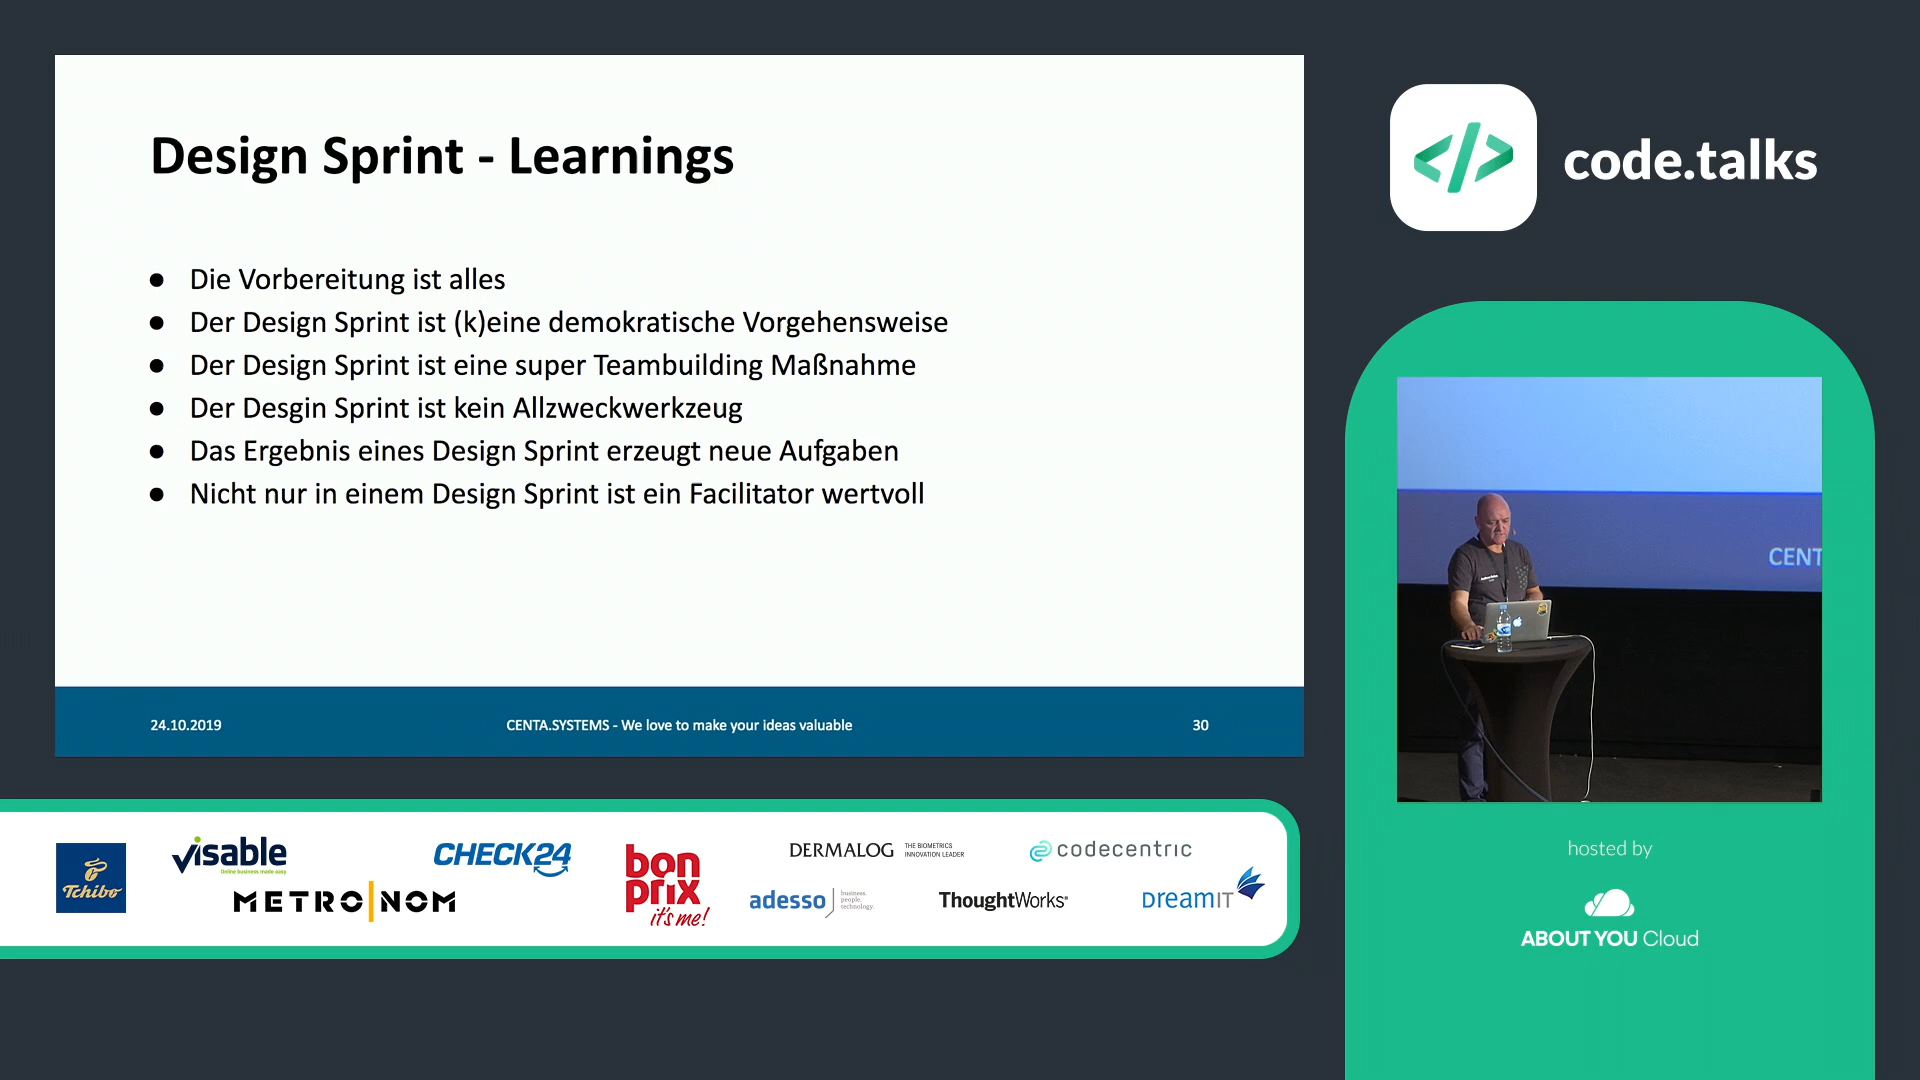 Design Sprint - Learnings
● Die Vorbereitung ist alles
● Der Design Sprint ist (k)eine demokratische Vorgehensweise
● Der Design Sprint ist eine super Teambuilding Maßnahme
● Der Desgin Sprint ist kein Allzweckwerkzeug
● Das Ergebnis eines Design Sprint erzeugt neue Aufgaben
● Nicht nur in einem Design Sprint ist ein Facilitator wertvoll
24.10.2019
CENTA.SYSTEMS - We love to make your ideas valuable
30
</> code.talks
CENT
hosted by
ABOUT YOU Cloud
Tchibo
visable
Online business made easy
METRO|NOM
CHECK24
bon
prix
it's me!
DERMALOG
THE BIOMETRICS
INNOVATION LEADER
adesso
business.
people.
technology.
codecentric
ThoughtWorks®
DREAMIT